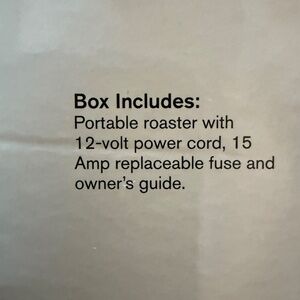 Box Includes:
Portable roaster with
12-volt power cord, 15
Amp replaceable fuse and
owner's guide.